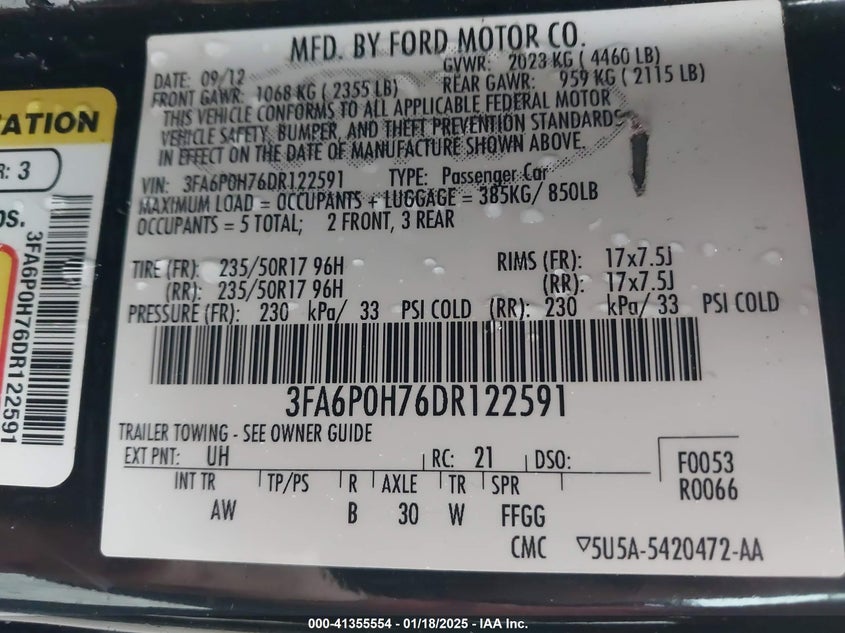 MFD. BY FORD MOTOR CO.
DATE: 09/12 GVWR: 2023 KG ( 4460 LB)
FRONT GAWR: 1068 KG ( 2355 LB) REAR GAWR: 959 KG ( 2115 LB)
THIS VEHICLE CONFORMS TO ALL APPLICABLE FEDERAL MOTOR
VEHICLE SAFETY, BUMPER, AND THEFT PREVENTION STANDARDS
IN EFFECT ON THE DATE OF MANUFACTURE SHOWN ABOVE.
VIN: 3FA6P0H76DR122591 TYPE: Passenger Car
MAXIMUM LOAD = OCCUPANTS + LUGGAGE = 385KG/ 850LB
OCCUPANTS = 5 TOTAL; 2 FRONT, 3 REAR
TIRE (FR): 235/50R17 96H RIMS (FR): 17x7.5J
(RR): 235/50R17 96H (RR): 17x7.5J
PRESSURE (FR): 230 kPa/ 33 PSI COLD (RR): 230 kPa/ 33 PSI COLD
3FA6P0H76DR122591
TRAILER TOWING - SEE OWNER GUIDE
EXT PNT: UH RC: 21 DSO: F0053
R0066
INT TR TP/PS R AXLE TR SPR
AW B 30 W FFGG
CMC ▽5U5A-5420472-AA
TATION
R: 3
OS.
3FA6P0H76DR122591
000-41355554 - 01/18/2025 - IAA Inc.